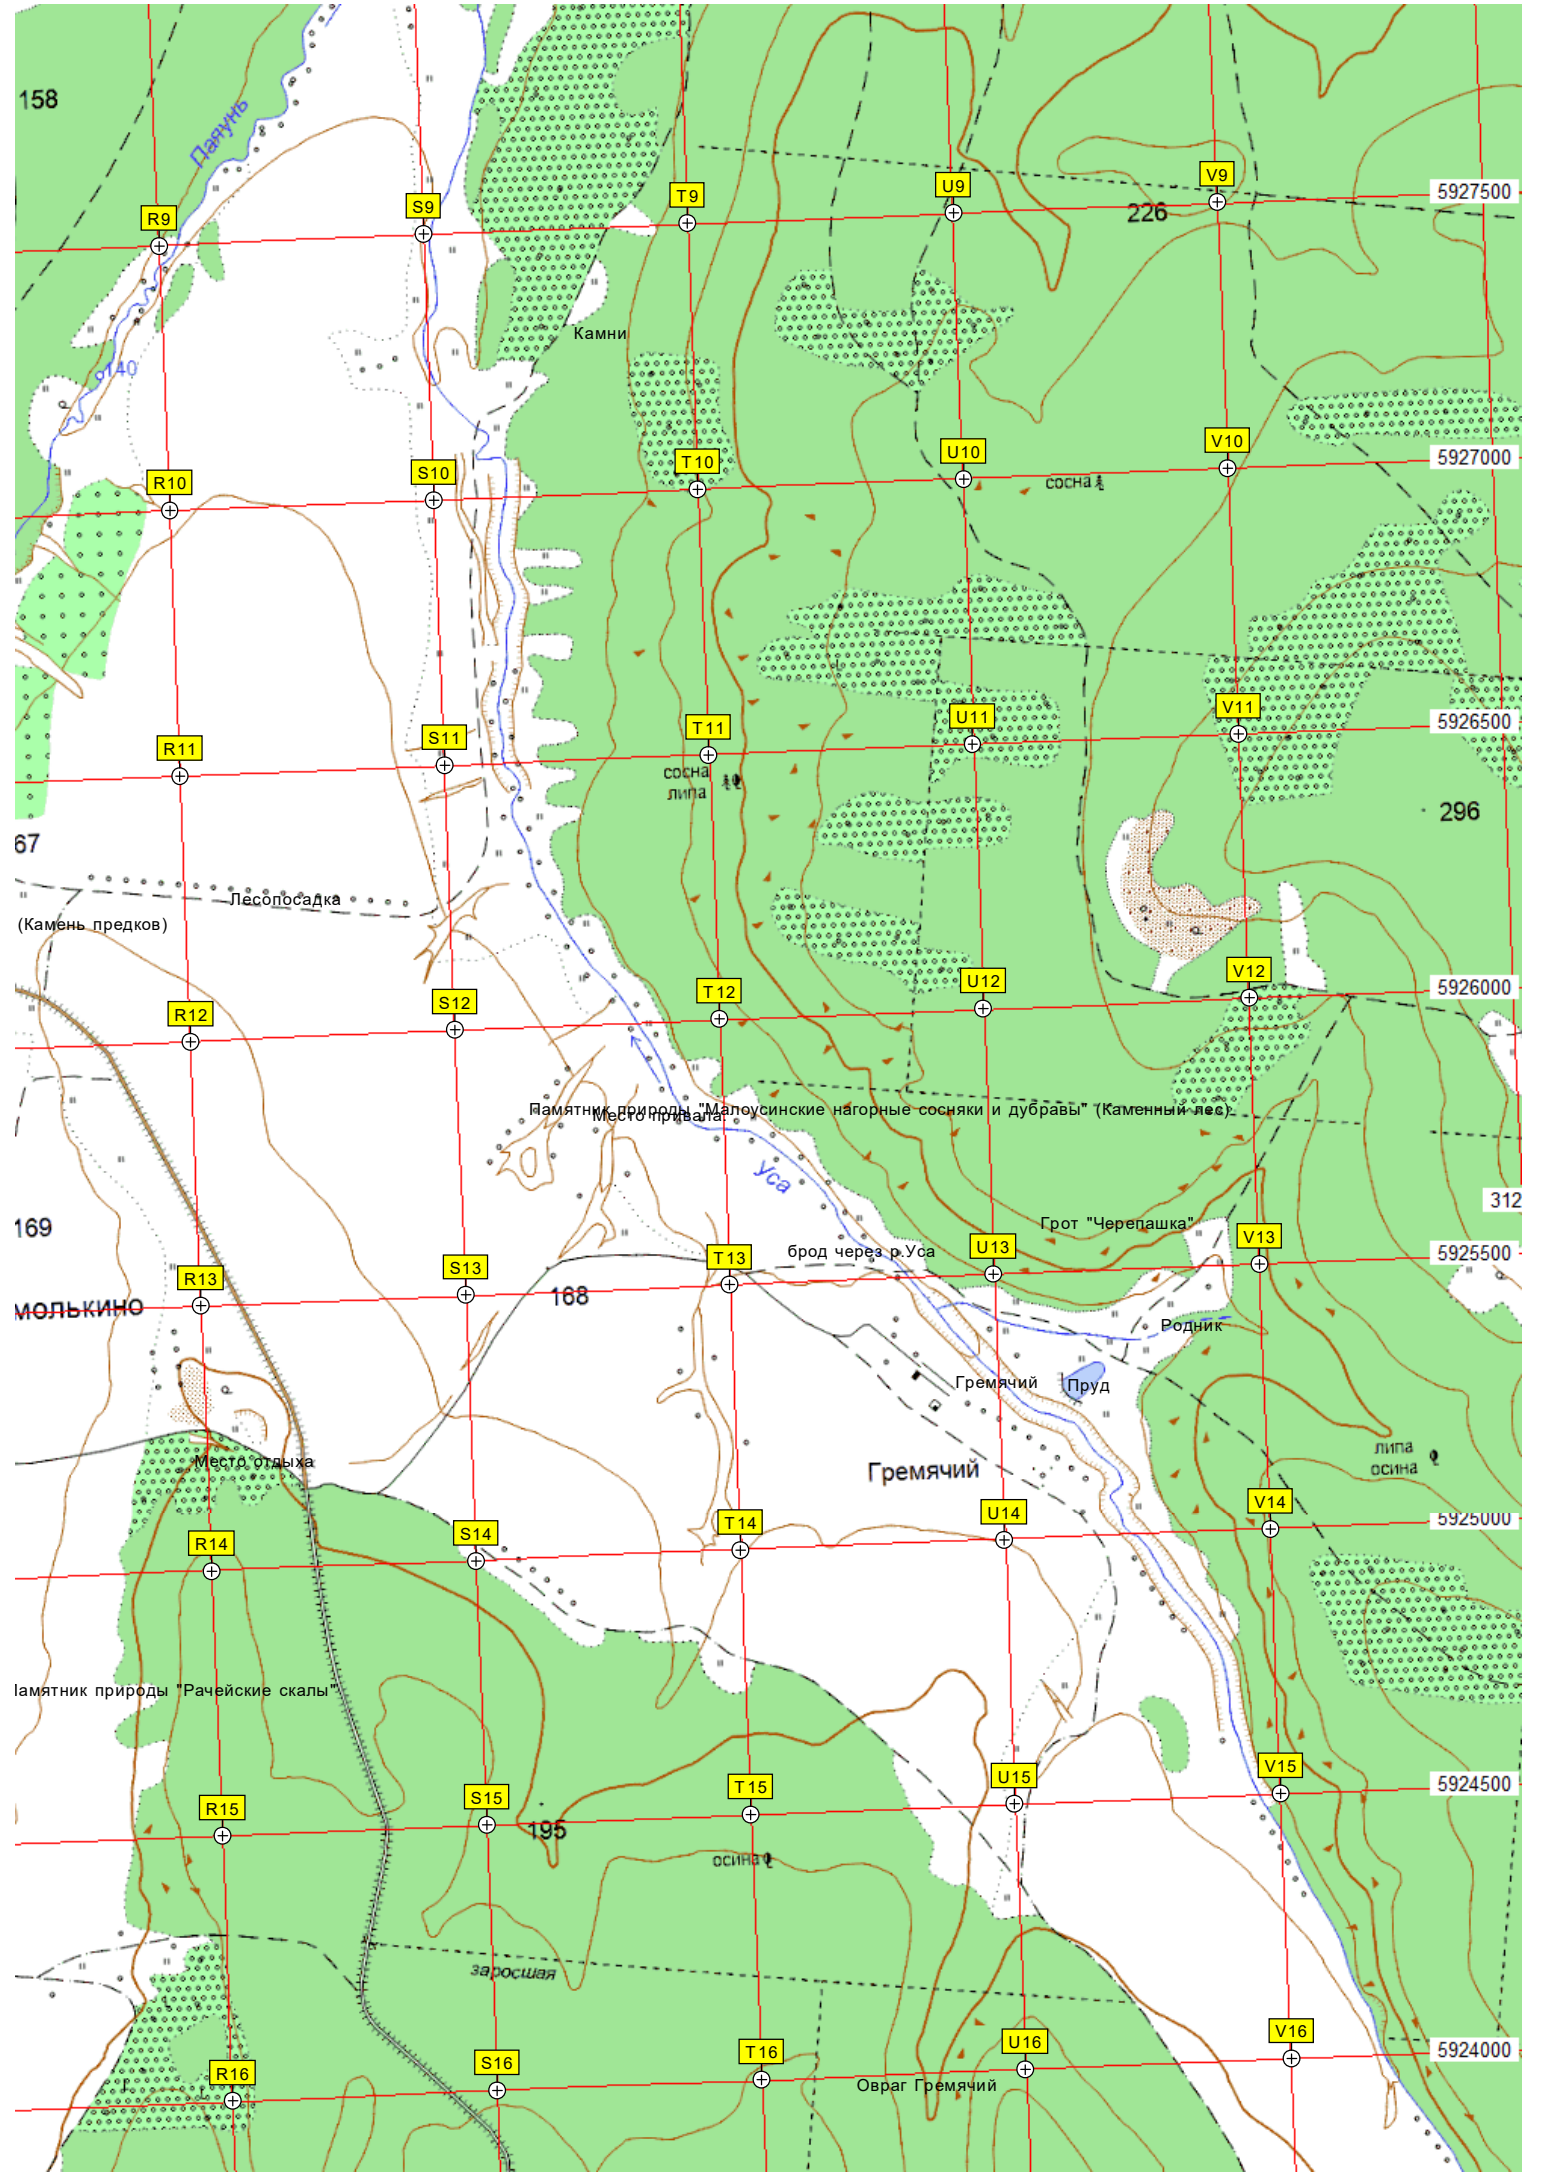 158
Паяунь
R9
S9
T9
U9
V9
226
5927500
Камни
140
R10
S10
T10
U10
V10
5927000
сосна
R11
S11
T11
U11
V11
5926500
сосна
липа
296
67
Лесопосадка
(Камень предков)
R12
S12
T12
U12
V12
5926000
Памятник природы "Малоусинские нагорные сосняки и дубравы" (Каменный лес)
Место привала
Уса
312
169
Грот "Черепашка"
брод через р.Уса
R13
S13
T13
U13
V13
5925500
168
молькино
Родник
Гремячий
Пруд
липа
осина
Место отдыха
Гремячий
R14
S14
T14
U14
V14
5925000
Памятник природы "Рачейские скалы"
R15
S15
T15
U15
V15
5924500
195
осина
заросшая
R16
S16
T16
U16
V16
5924000
Овраг Гремячий